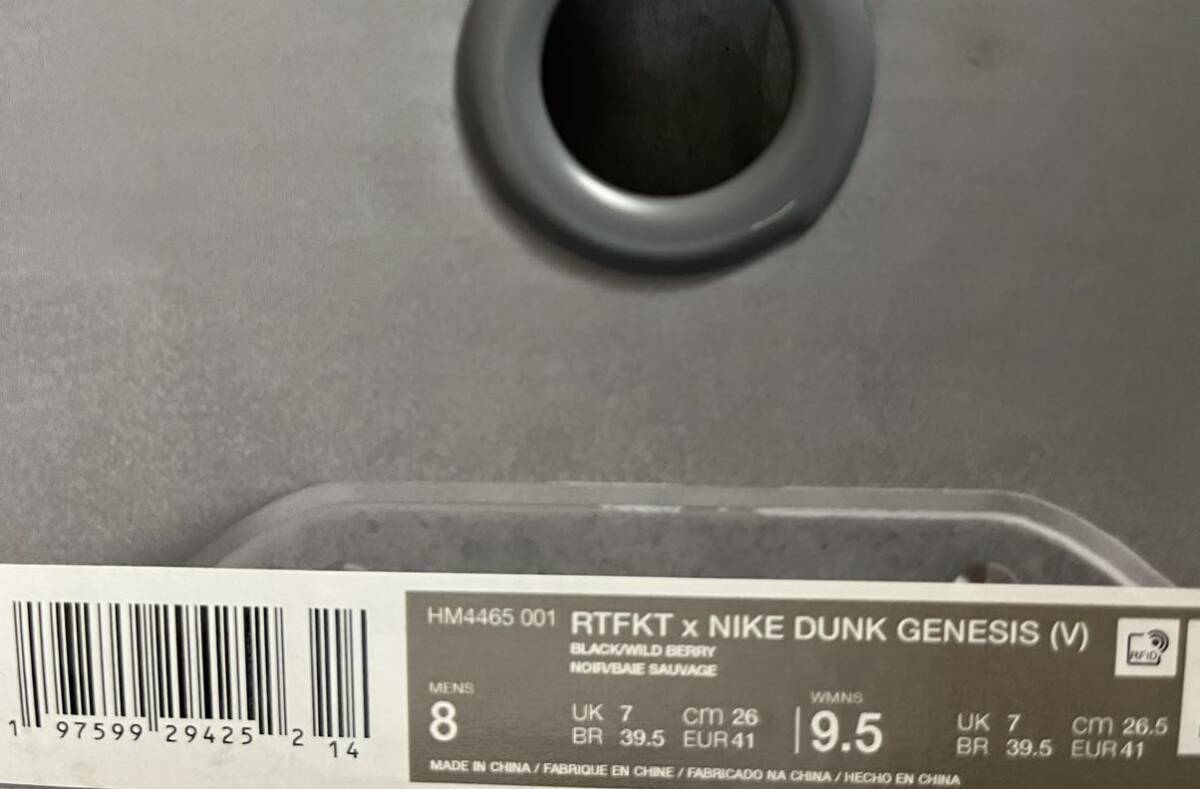 HM4465 001
RTFKT x NIKE DUNK GENESIS (V)
BLACK/WILD BERRY
NOIR/BAIE SAUVAGE
RFID
MENS
8
UK 7 cm 26
BR 39.5 EUR 41
WMNS
9.5
UK 7 cm 26.5
BR 39.5 EUR 41
MADE IN CHINA / FABRIQUE EN CHINE / FABRICADO NA CHINA / HECHO EN CHINA
1 97599 29425 2 14